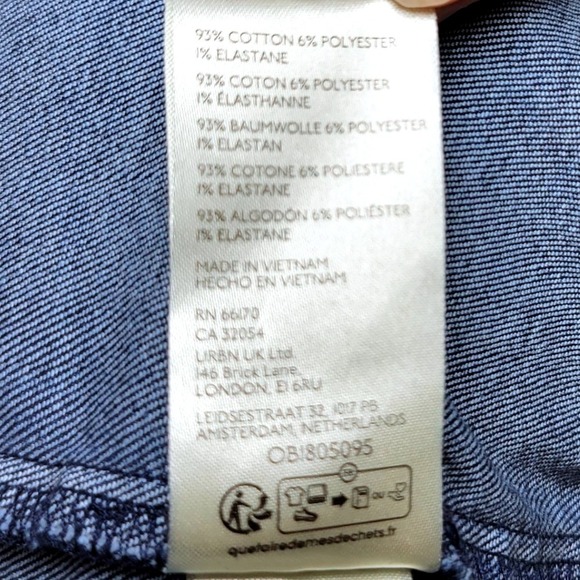 93% COTTON 6% POLYESTER
1% ELASTANE
93% COTON 6% POLYESTER
1% ÉLASTHANNE
93% BAUMWOLLE 6% POLYESTER
1% ELASTAN
93% COTONE 6% POLIESTERE
1% ELASTANE
93% ALGODÓN 6% POLIÉSTER
1% ELASTANE
MADE IN VIETNAM
HECHO EN VIETNAM
RN 66170
CA 32054
URBN UK Ltd.
146 Brick Lane,
LONDON, E1 6RU
LEIDSESTRAAT 32, 1017 PB
AMSTERDAM, NETHERLANDS
OB1805095
FR
OU
quefairedemesdechets.fr